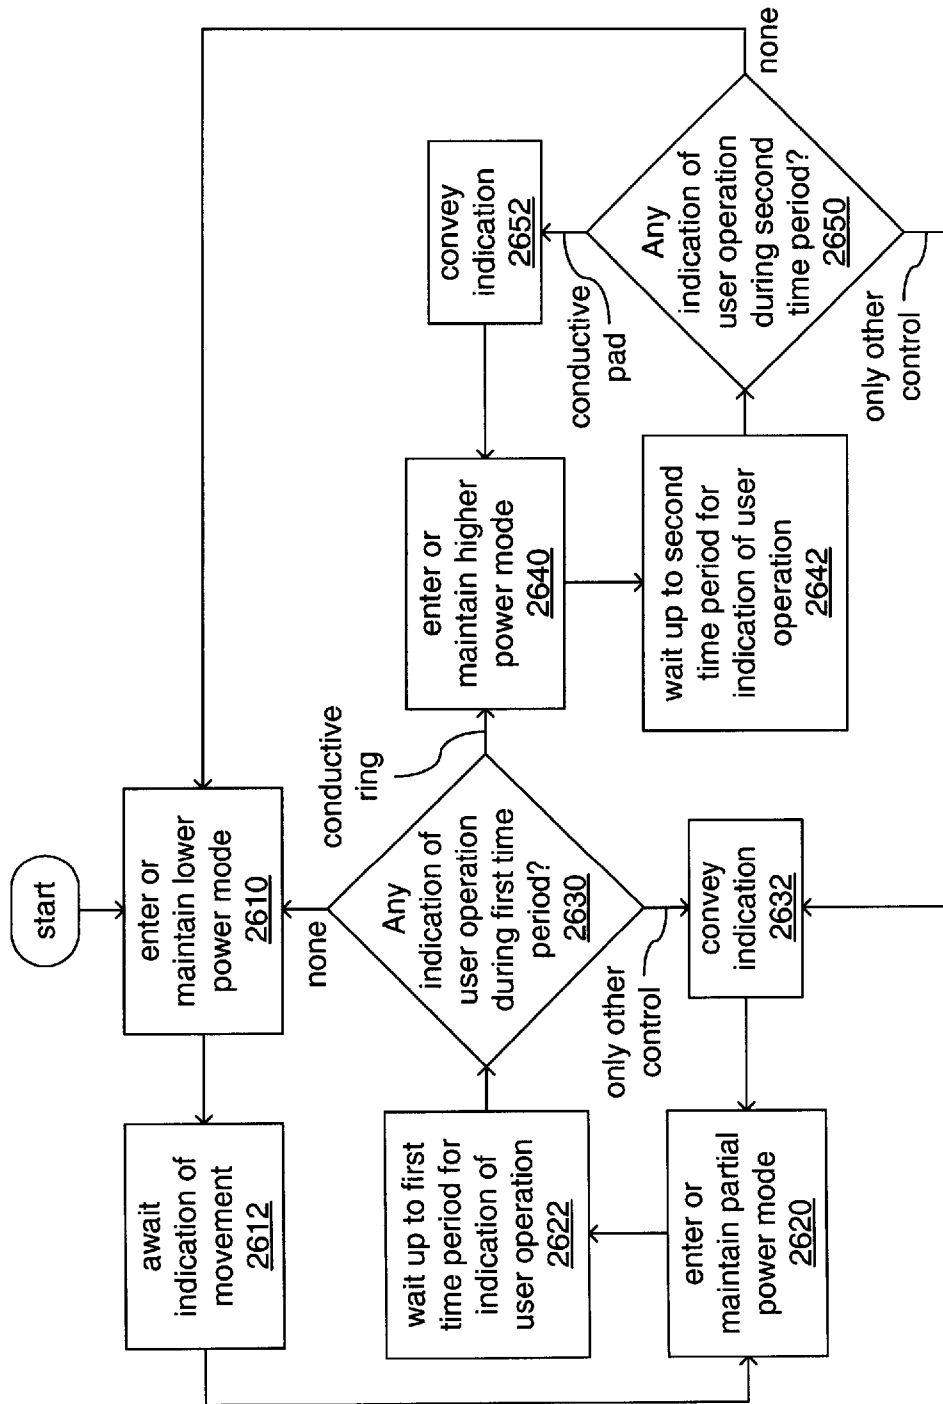 start
enter or
maintain lower
power mode
2610
await
indication of
movement
2612
enter or
maintain partial
power mode
2620
wait up to first
time period for
indication of
user operation
2622
Any
indication of
user operation
during first time
period?
2630
none
conductive
ring
only other
control
convey
indication
2632
enter or
maintain higher
power mode
2640
wait up to second
time period for
indication of user
operation
2642
Any
indication of
user operation
during second
time period?
2650
none
conductive
pad
only other
control
convey
indication
2652